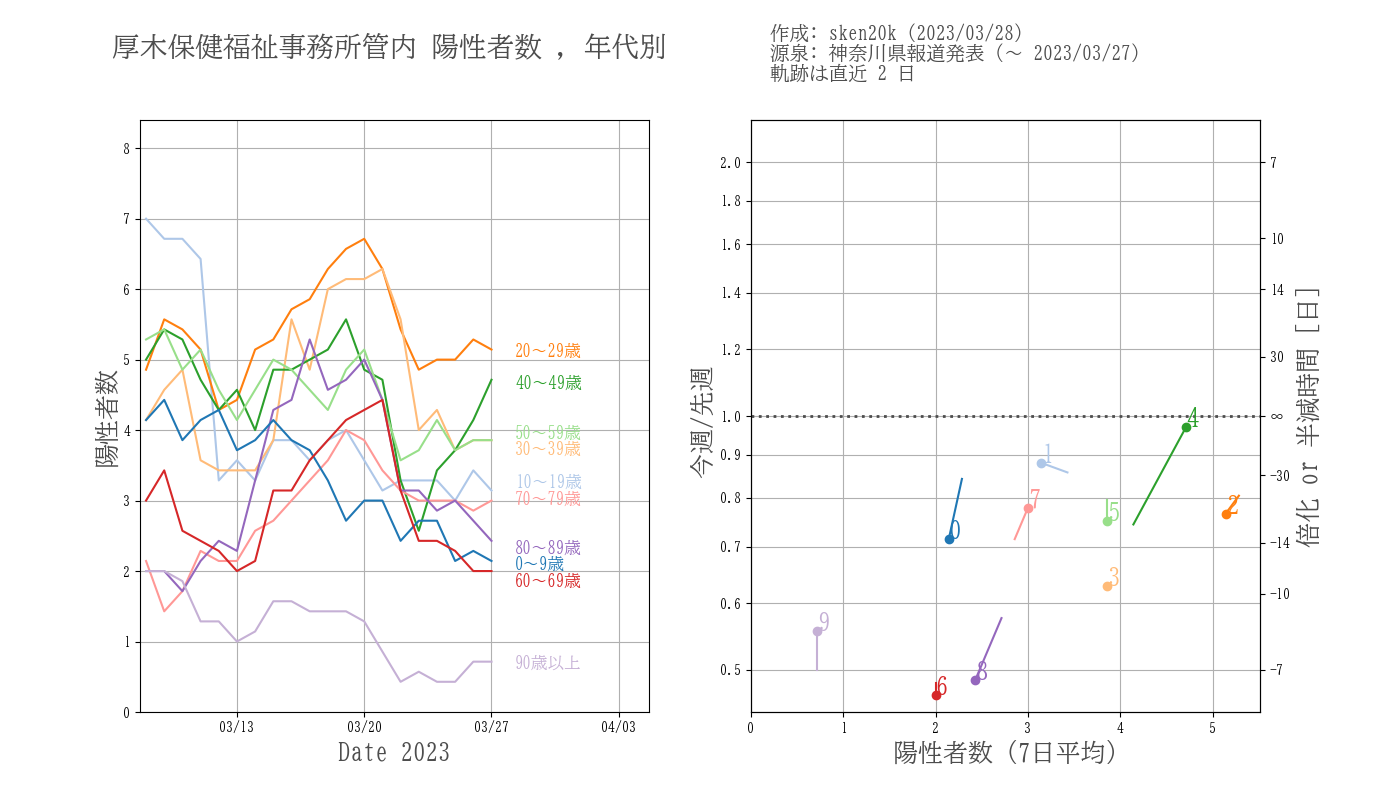 厚木保健福祉事務所管内 陽性者数 , 年代別
作成: sken20k (2023/03/28)
源泉: 神奈川県報道発表 (～ 2023/03/27)
軌跡は直近 2 日
陽性者数
8
7
6
5
4
3
2
1
0
03/13
03/20
03/27
04/03
Date 2023
20～29歳
40～49歳
50～59歳
30～39歳
10～19歳
70～79歳
80～89歳
0～9歳
60～69歳
90歳以上
今週/先週
2.0
1.8
1.6
1.4
1.2
1.0
0.9
0.8
0.7
0.6
0.5
0
1
2
3
4
5
陽性者数 (7日平均)
4
1
7
5
2
0
3
9
8
6
7
10
14
30
∞
−30
−14
−10
−7
倍化 or 半減時間 [日]